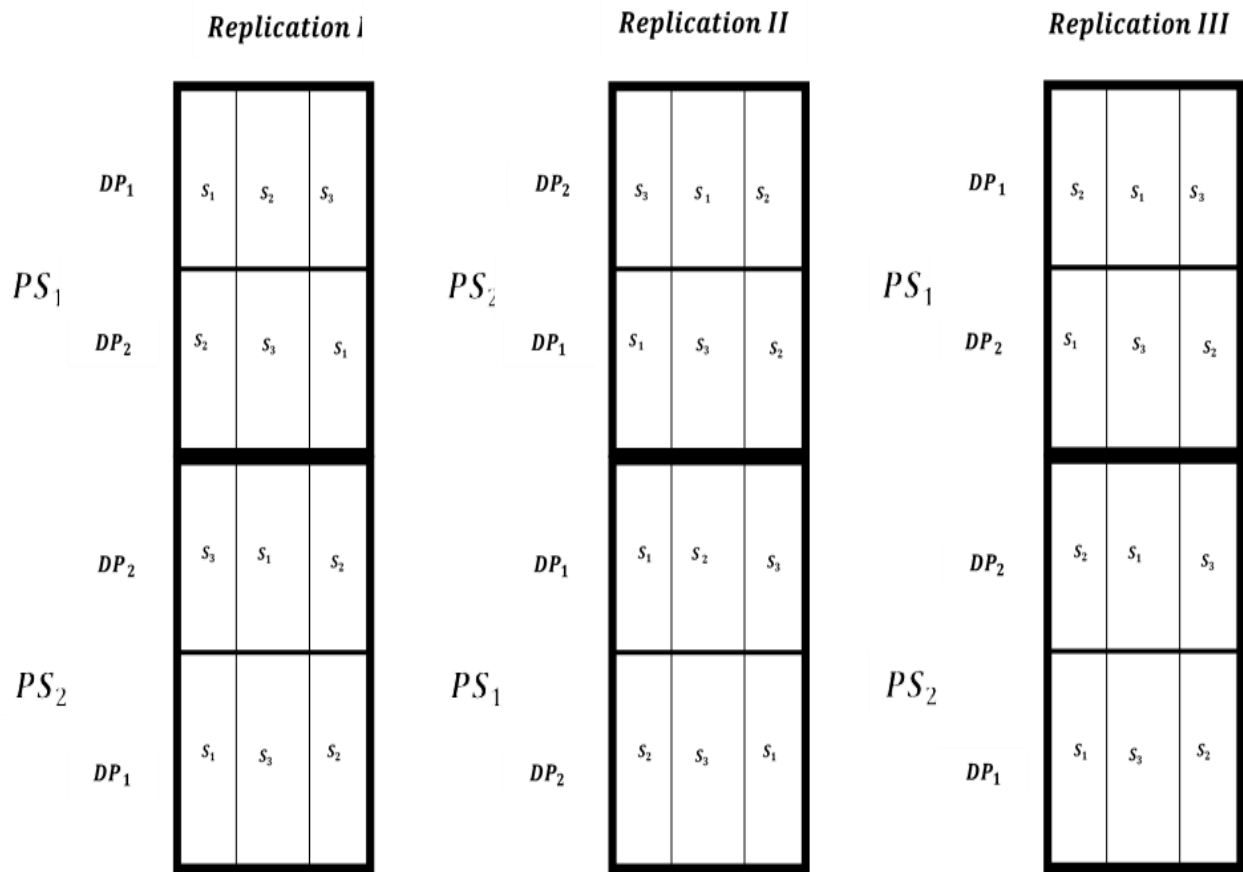 Replication I
Replication II
Replication III
DP₁ S₁ S₂ S₃ DP₂ S₃ S₁ S₂ DP₁ S₂ S₁ S₃
PS₁ PS₂ PS₁
DP₂ S₂ S₃ S₁ DP₁ S₁ S₃ S₂ DP₂ S₁ S₃ S₂
DP₂ S₃ S₁ S₂ DP₁ S₁ S₂ S₃ DP₂ S₂ S₁ S₃
PS₂ PS₁ PS₂
DP₁ S₁ S₃ S₂ DP₂ S₂ S₃ S₁ DP₁ S₁ S₃ S₂